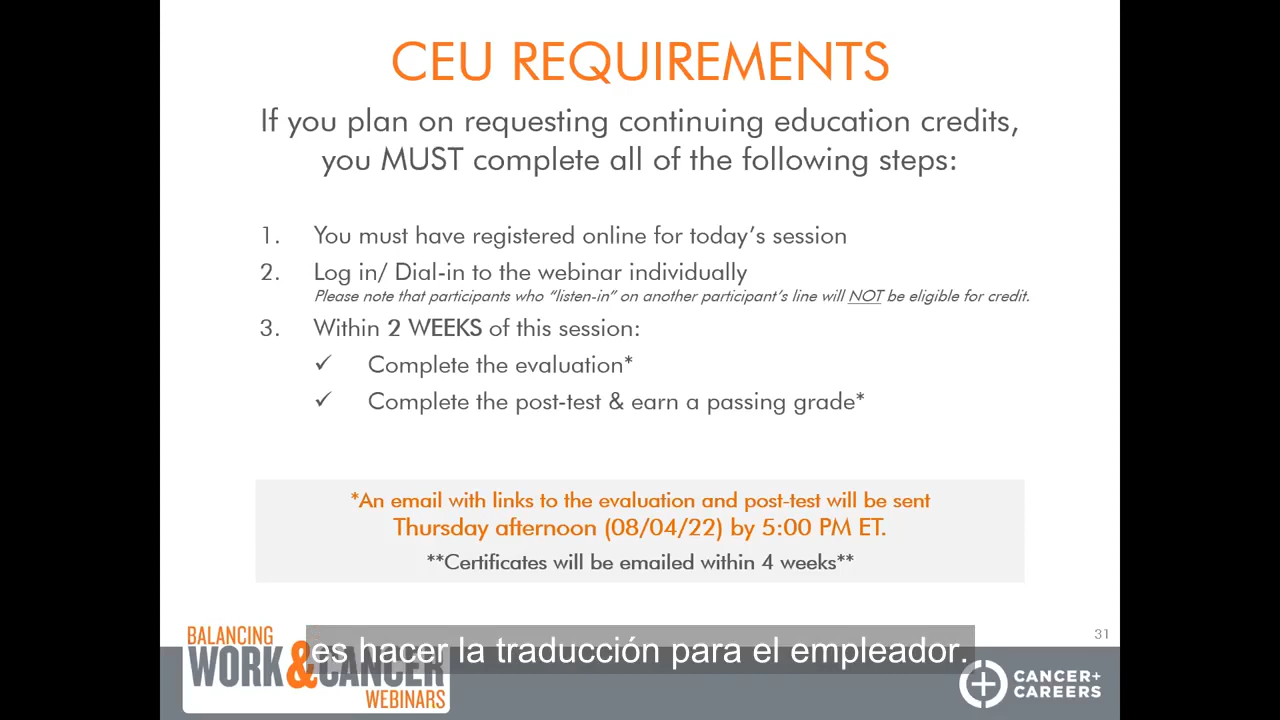 CEU REQUIREMENTS
If you plan on requesting continuing education credits,
you MUST complete all of the following steps:
1. You must have registered online for today's session
2. Log in/ Dial-in to the webinar individually
Please note that participants who "listen-in" on another participant's line will NOT be eligible for credit.
3. Within 2 WEEKS of this session:
✓ Complete the evaluation*
✓ Complete the post-test & earn a passing grade*
*An email with links to the evaluation and post-test will be sent
Thursday afternoon (08/04/22) by 5:00 PM ET.
**Certificates will be emailed within 4 weeks**
31
BALANCING
WORK & CANCER
WEBINARS
es hacer la traducción para el empleador.
CANCER+
CAREERS